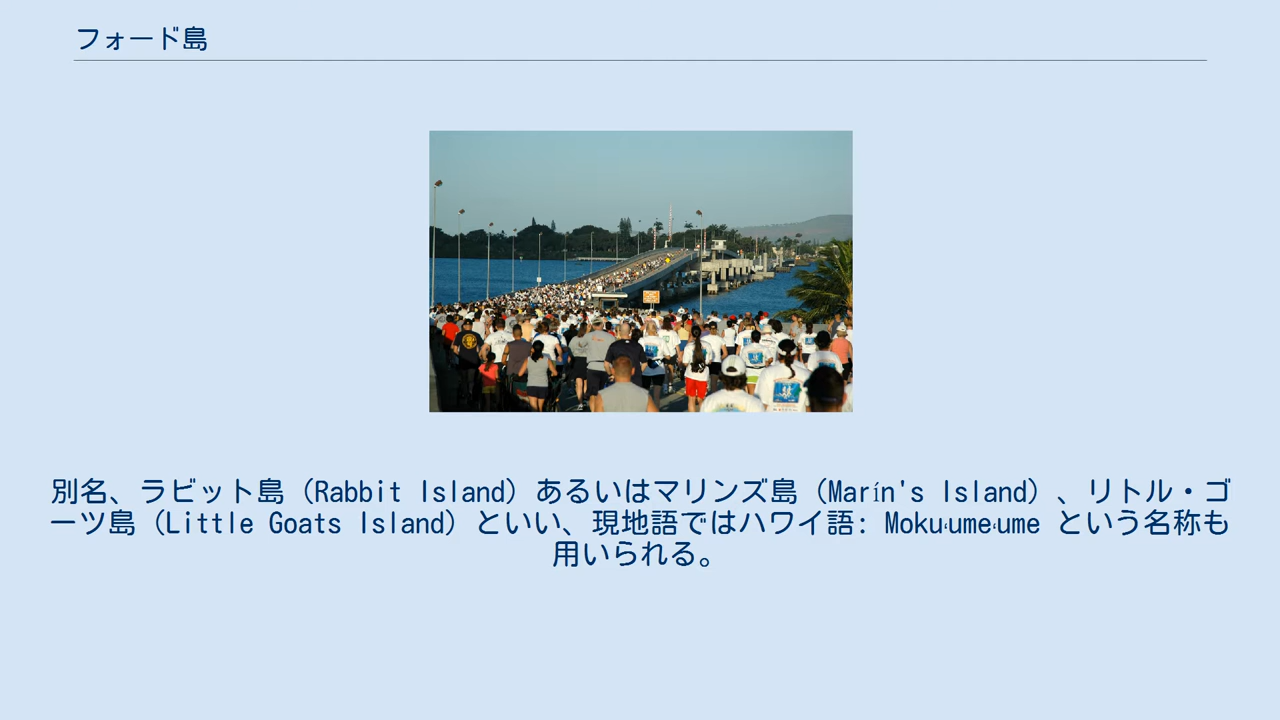 フォード島
別名、ラビット島（Rabbit Island）あるいはマリンズ島（Marín's Island）、リトル・ゴ
ーツ島（Little Goats Island）といい、現地語ではハワイ語: Mokuʻumeʻume という名称も
用いられる。